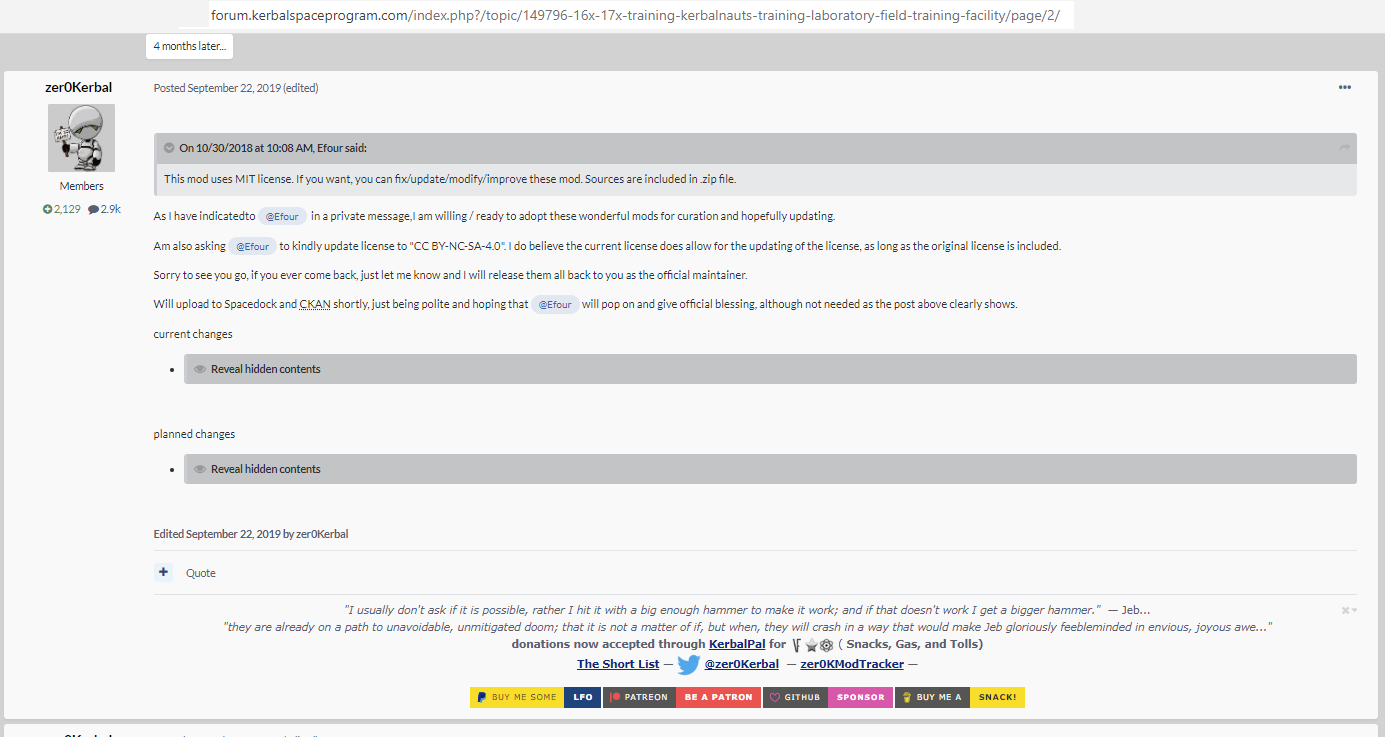 forum.kerbalspaceprogram.com/index.php?/topic/149796-16x-17x-training-kerbalnauts-training-laboratory-field-training-facility/page/2/
4 months later...
zer0Kerbal
Posted September 22, 2019 (edited)
Members
2,129 2.9k
On 10/30/2018 at 10:08 AM, Efour said:
This mod uses MIT license. If you want, you can fix/update/modify/improve these mod. Sources are included in .zip file.
As I have indicatedto @Efour in a private message,I am willing / ready to adopt these wonderful mods for curation and hopefully updating.
Am also asking @Efour to kindly update license to "CC BY-NC-SA-4.0". I do believe the current license does allow for the updating of the license, as long as the original license is included.
Sorry to see you go, if you ever come back, just let me know and I will release them all back to you as the official maintainer.
Will upload to Spacedock and CKAN shortly, just being polite and hoping that @Efour will pop on and give official blessing, although not needed as the post above clearly shows.
current changes
Reveal hidden contents
planned changes
Reveal hidden contents
Edited September 22, 2019 by zer0Kerbal
+ Quote
"I usually don't ask if it is possible, rather I hit it with a big enough hammer to make it work; and if that doesn't work I get a bigger hammer." — Jeb...
"they are already on a path to unavoidable, unmitigated doom; that it is not a matter of if, but when, they will crash in a way that would make Jeb gloriously feebleminded in envious, joyous awe..."
donations now accepted through KerbalPal for ( Snacks, Gas, and Tolls)
The Short List — @zer0Kerbal — zer0KModTracker —
BUY ME SOME LFO PATREON BE A PATRON GITHUB SPONSOR BUY ME A SNACK!